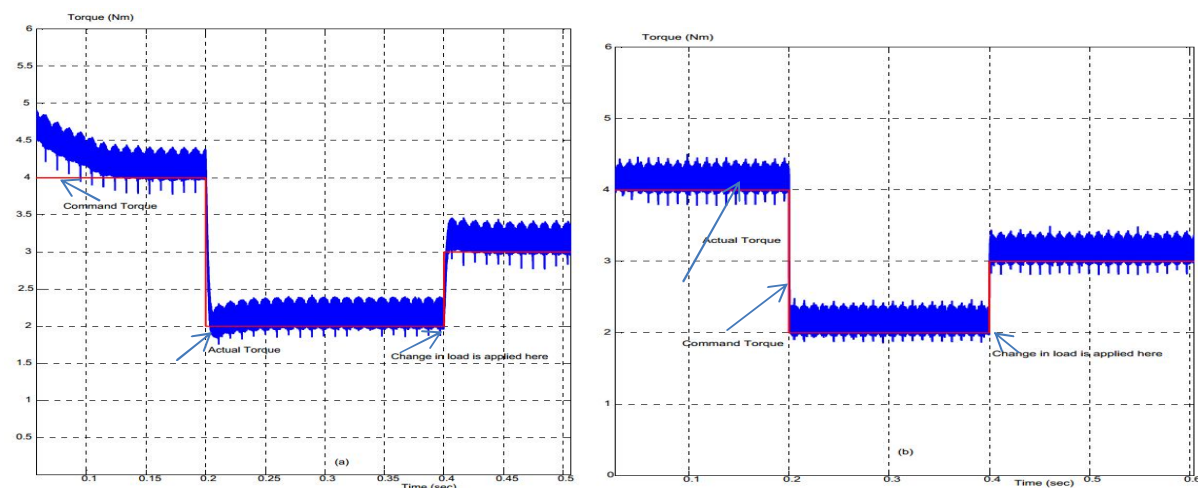 Torque (Nm)
6
5.5
5
4.5
4
3.5
3
2.5
2
1.5
1
0.5
Command Torque
Actual Torque
Change in load is applied here
(a)
0.1
0.15
0.2
0.25
0.3
0.35
0.4
0.45
0.5
Time (sec)
Torque (Nm)
6
5
4
3
2
1
0
Actual Torque
Command Torque
Change in load is applied here
(b)
0.1
0.2
0.3
0.4
0.5
0.6
Time (sec)